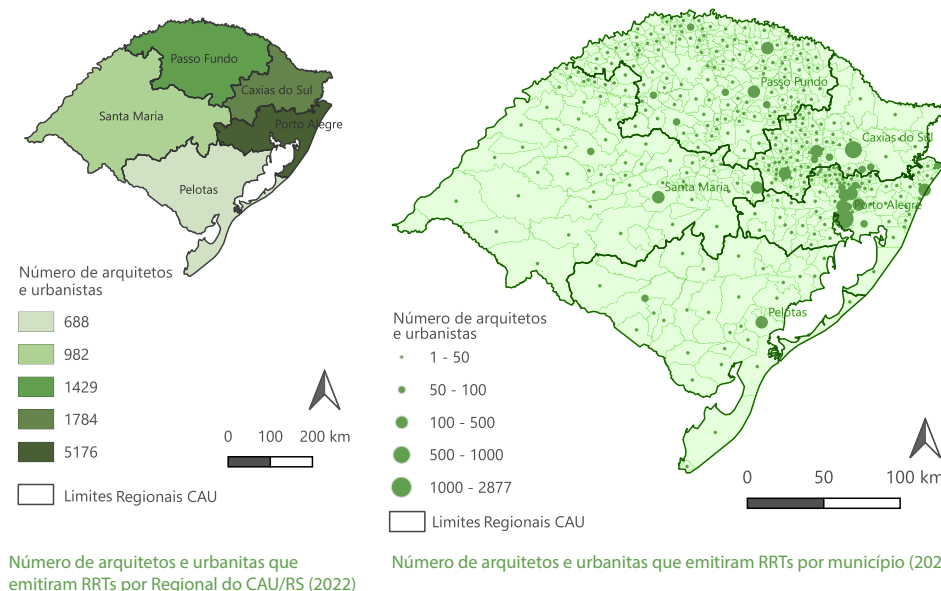 Passo Fundo
Caxias do Sul
Santa Maria
Porto Alegre
Pelotas
Número de arquitetos
e urbanistas
688
982
1429
1784
5176
Limites Regionais CAU
0 100 200 km
Número de arquitetos e urbanitas que
emitiram RRTs por Regional do CAU/RS (2022)
Passo Fundo
Caxias do Sul
Santa Maria
Porto Alegre
Pelotas
Número de arquitetos
e urbanistas
1 - 50
50 - 100
100 - 500
500 - 1000
1000 - 2877
Limites Regionais CAU
0 50 100 km
Número de arquitetos e urbanitas que emitiram RRTs por município (202